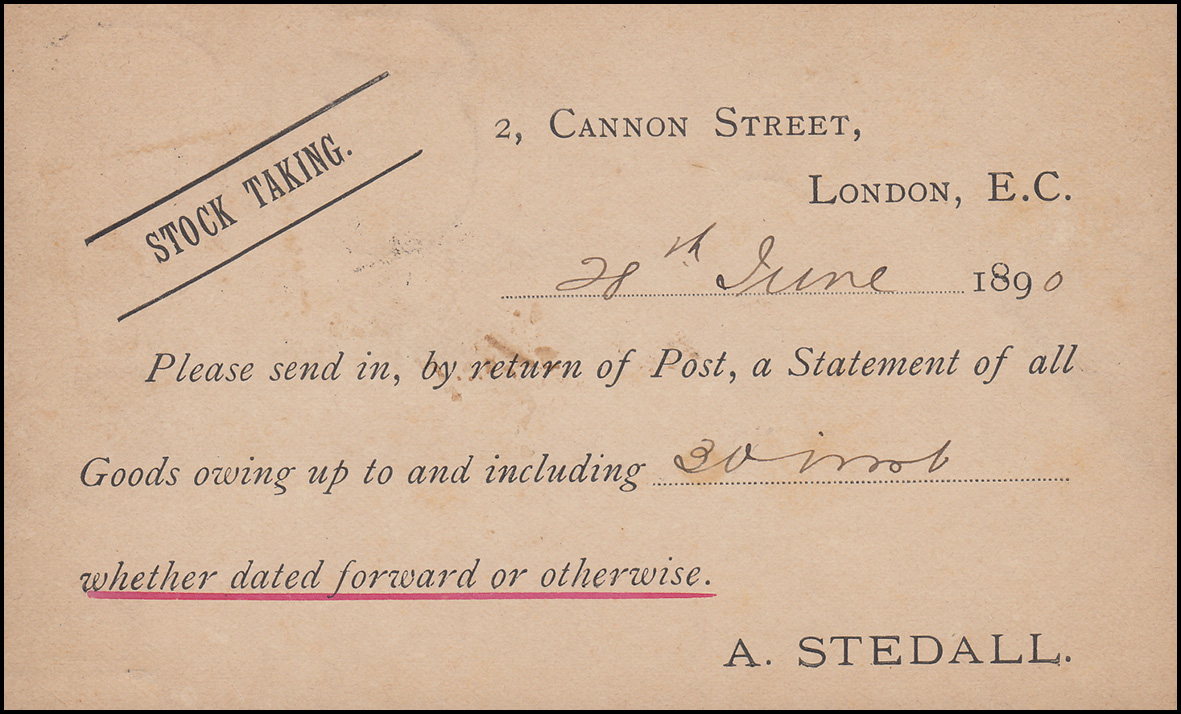 STOCK TAKING.
2, CANNON STREET,
LONDON, E.C.
28th June 1890
Please send in, by return of Post, a Statement of all
Goods owing up to and including 30 inst
whether dated forward or otherwise.
A. STEDALL.